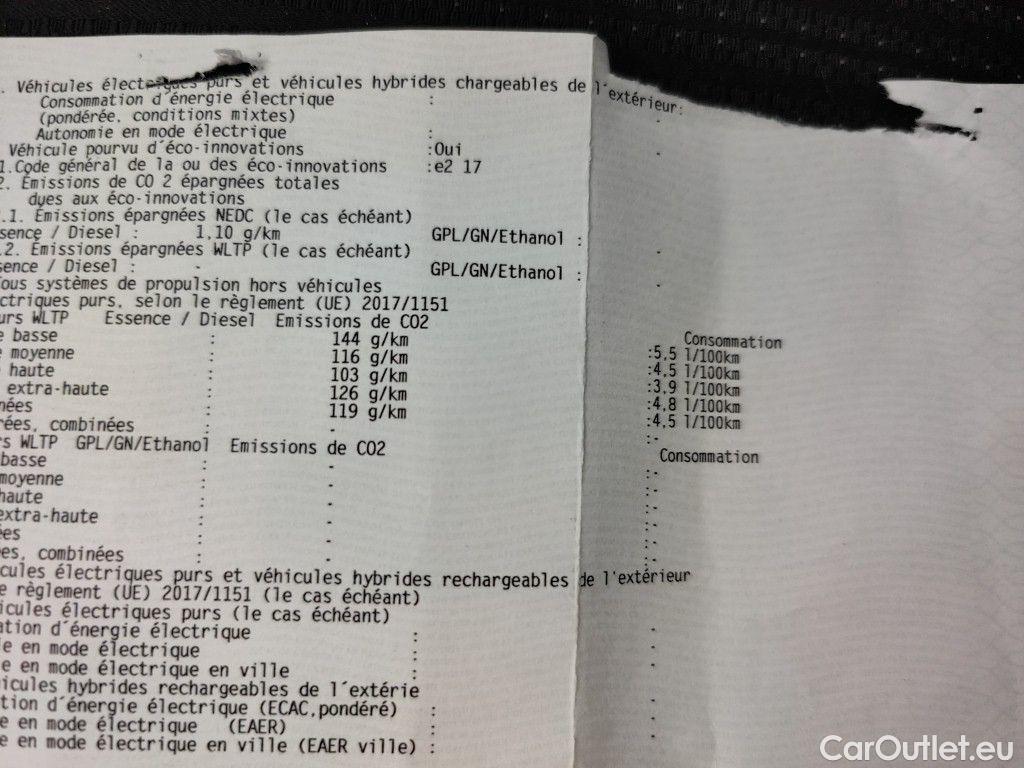 . Véhicules électriques purs et véhicules hybrides chargeables de l'extérieur:
Consommation d'énergie électrique :
(pondérée, conditions mixtes) -
Autonomie en mode électrique :
Véhicule pourvu d'éco-innovations :Oui -
1.Code général de la ou des éco-innovations :e2 17
2. Emissions de CO 2 épargnées totales
dues aux éco-innovations
.1. Émissions épargnées NEDC (le cas échéant)
sence / Diesel : 1,10 g/km GPL/GN/Ethanol : -
.2. Émissions épargnées WLTP (le cas échéant)
sence / Diesel : - GPL/GN/Ethanol : -
ous systèmes de propulsion hors véhicules
ctriques purs, selon le règlement (UE) 2017/1151
urs WLTP Essence / Diesel Emissions de CO2 Consommation
e basse : 144 g/km :5,5 l/100km
e moyenne : 116 g/km :4,5 l/100km
haute : 103 g/km :3,9 l/100km
extra-haute : 126 g/km :4,8 l/100km
nées : 119 g/km :4,5 l/100km
rées, combinées : - :-
rs WLTP GPL/GN/Ethanol Emissions de CO2 Consommation
basse : - :-
moyenne : - :-
haute : - :-
extra-haute : - :-
ées : - :-
ées, combinées : - :-
cules électriques purs et véhicules hybrides rechargeables de l'extérieur
e règlement (UE) 2017/1151 (le cas échéant)
icules électriques purs (le cas échéant)
ation d'énergie électrique : -
ie en mode électrique : -
e en mode électrique en ville : -
icules hybrides rechargeables de l'extérie
tion d'énergie électrique (ECAC,pondéré) : -
e en mode électrique (EAER) : -
e en mode électrique en ville (EAER ville) : -
CarOutlet.eu